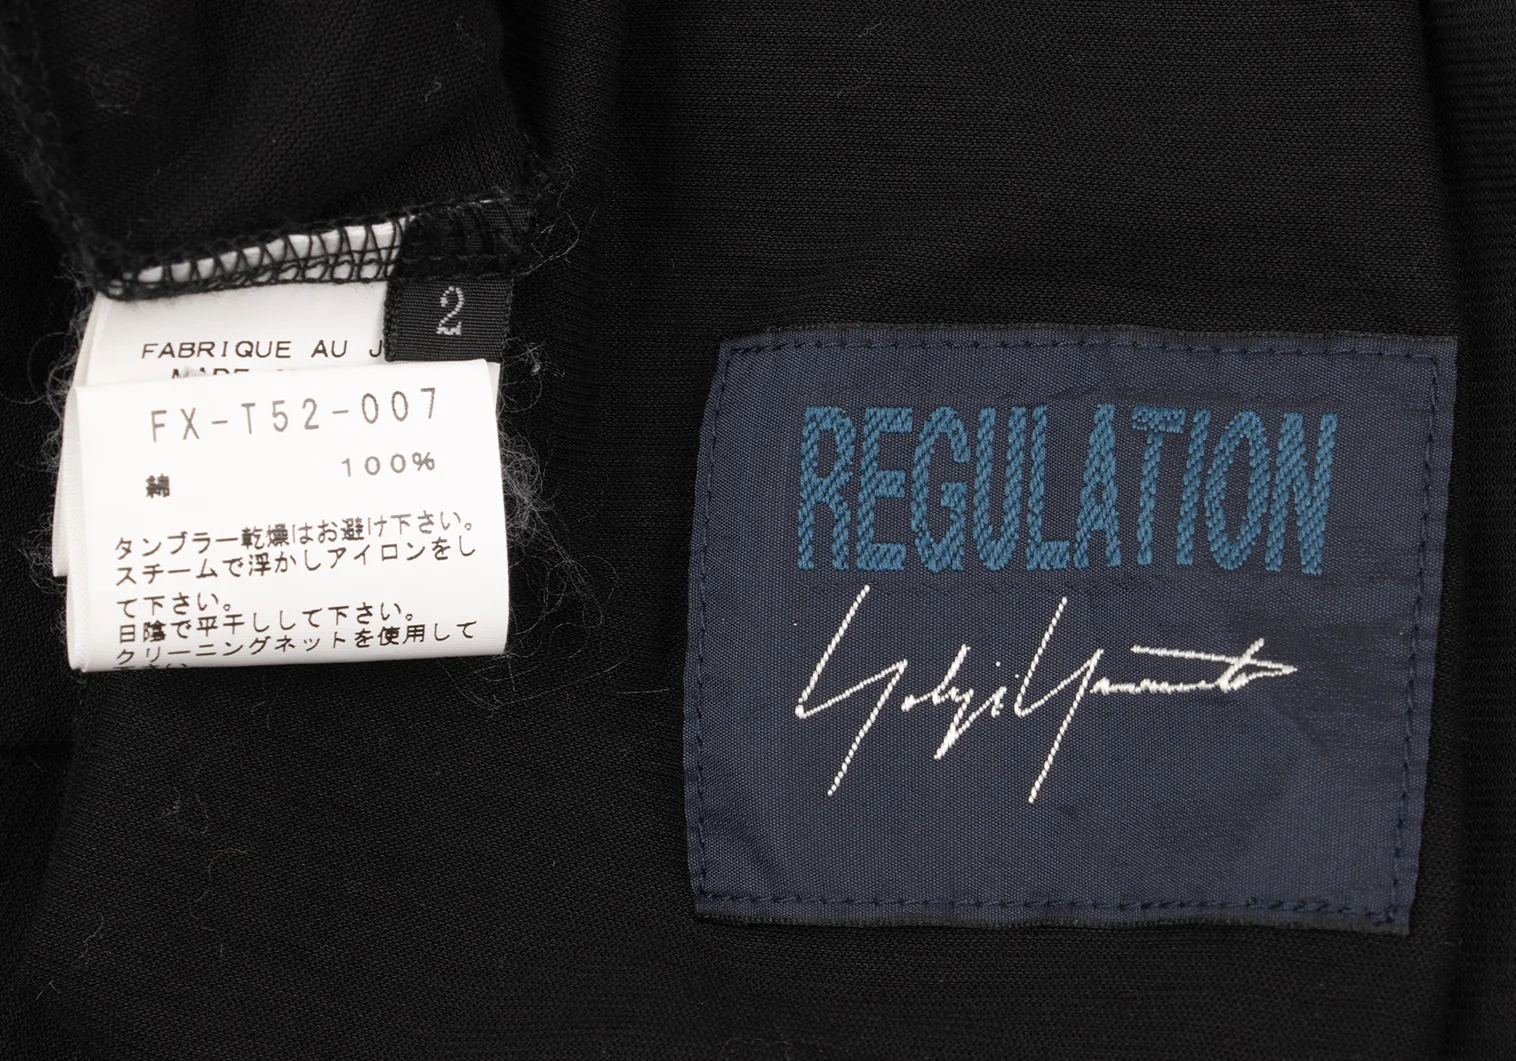 2
FABRIQUE AU
FX-T52-007
綿 100%
タンブラー乾燥はお避け下さい。
スチームで浮かしアイロンをし
て下さい。
日陰で平干しして下さい。
クリーニングネットを使用して
下さい。
REGULATION
Yohji Yamamoto